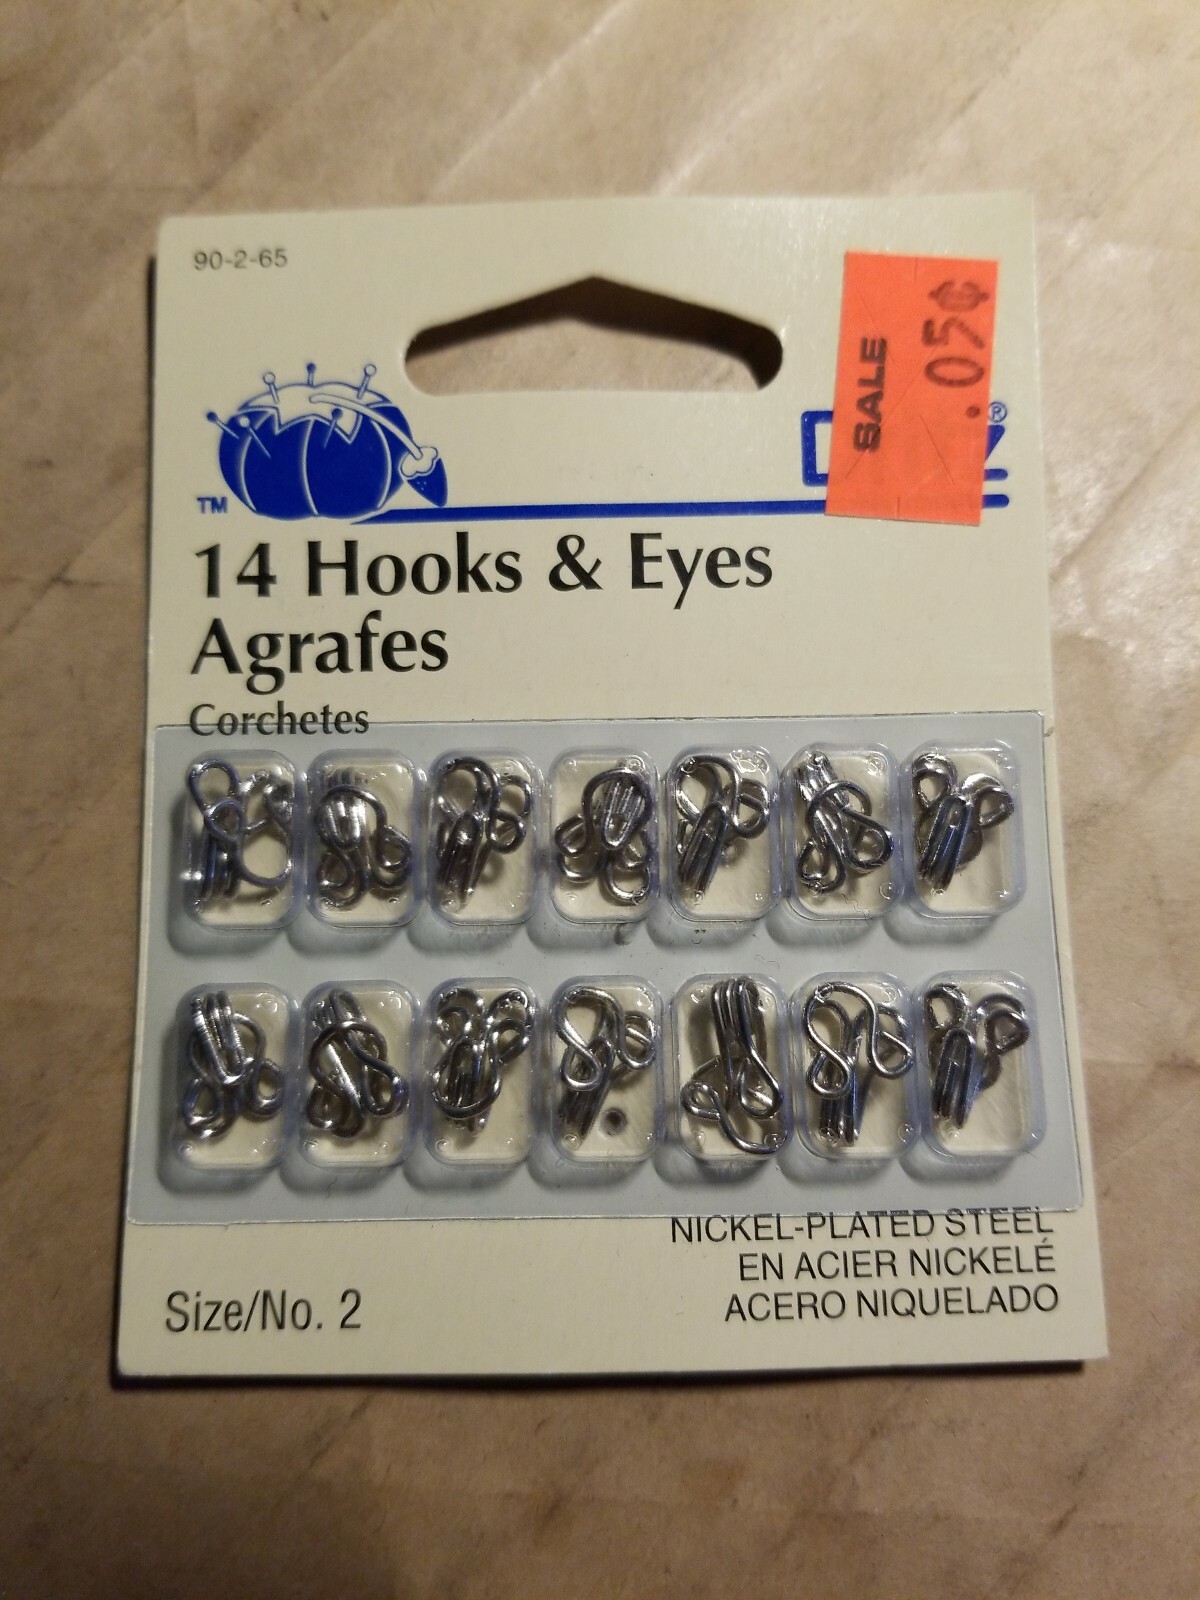 90-2-65
SALE .05¢
TM
®
14 Hooks & Eyes
Agrafes
Corchetes
NICKEL-PLATED STEEL
EN ACIER NICKELÉ
ACERO NIQUELADO
Size/No. 2